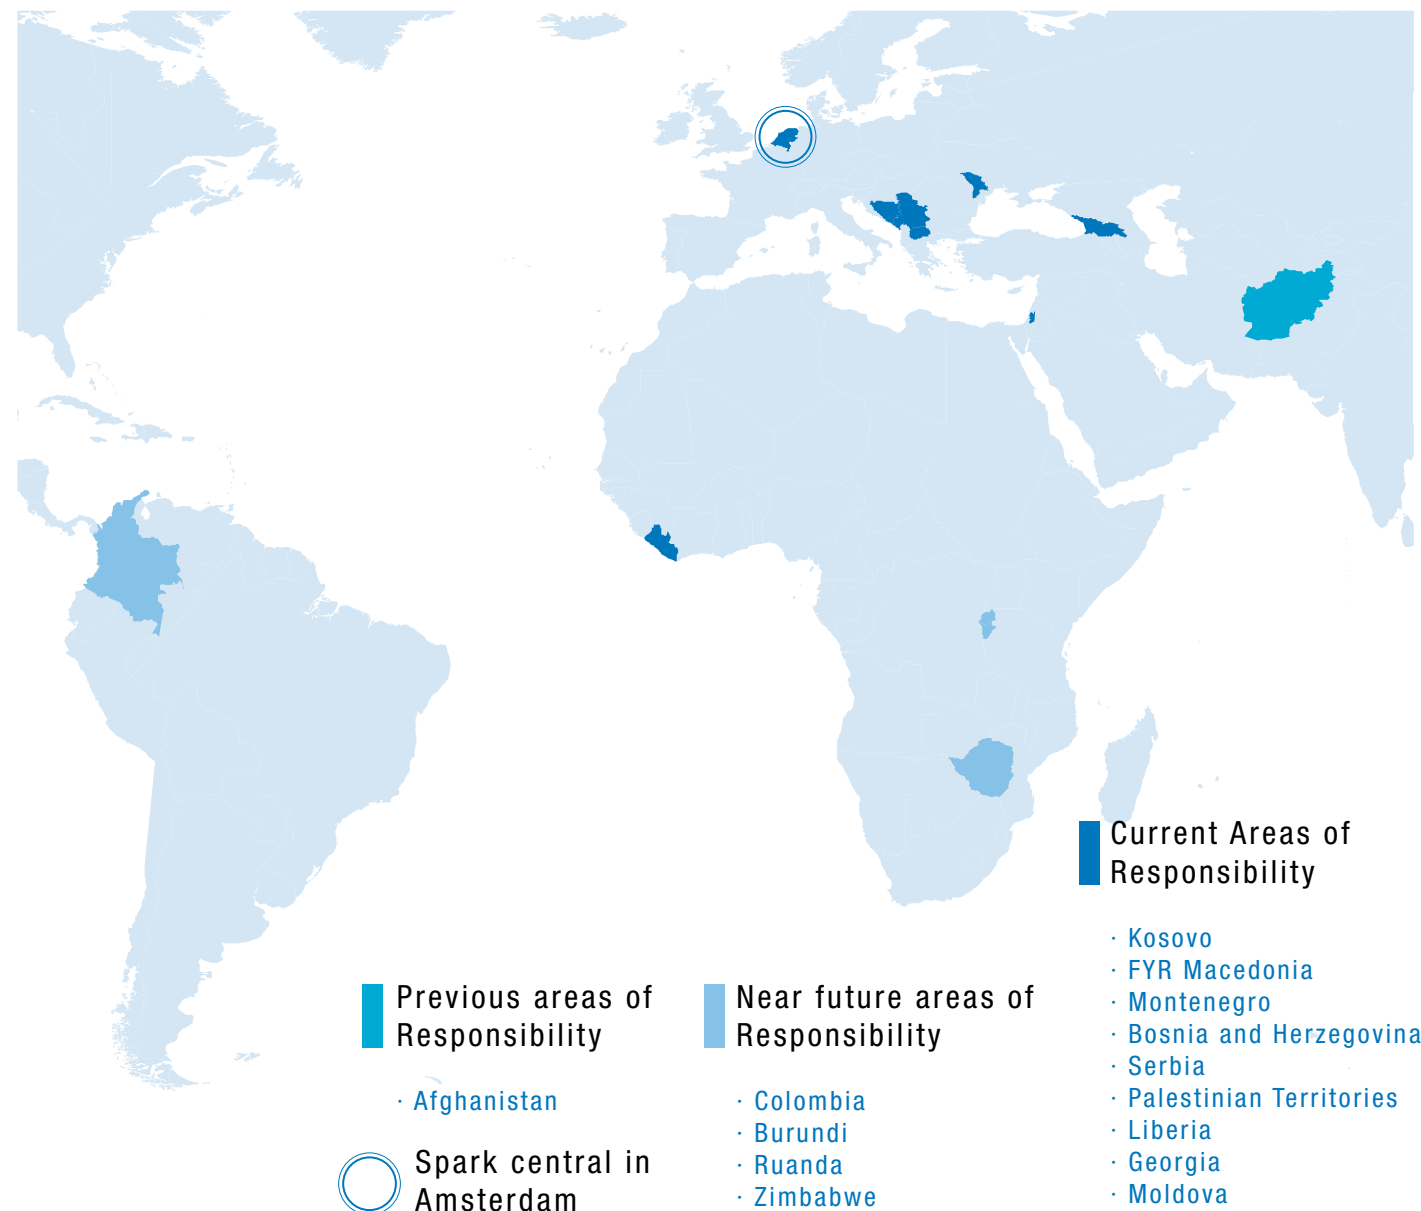 Previous areas of
Responsibility
· Afghanistan
Spark central in
Amsterdam
Near future areas of
Responsibility
· Colombia
· Burundi
· Ruanda
· Zimbabwe
Current Areas of
Responsibility
· Kosovo
· FYR Macedonia
· Montenegro
· Bosnia and Herzegovina
· Serbia
· Palestinian Territories
· Liberia
· Georgia
· Moldova